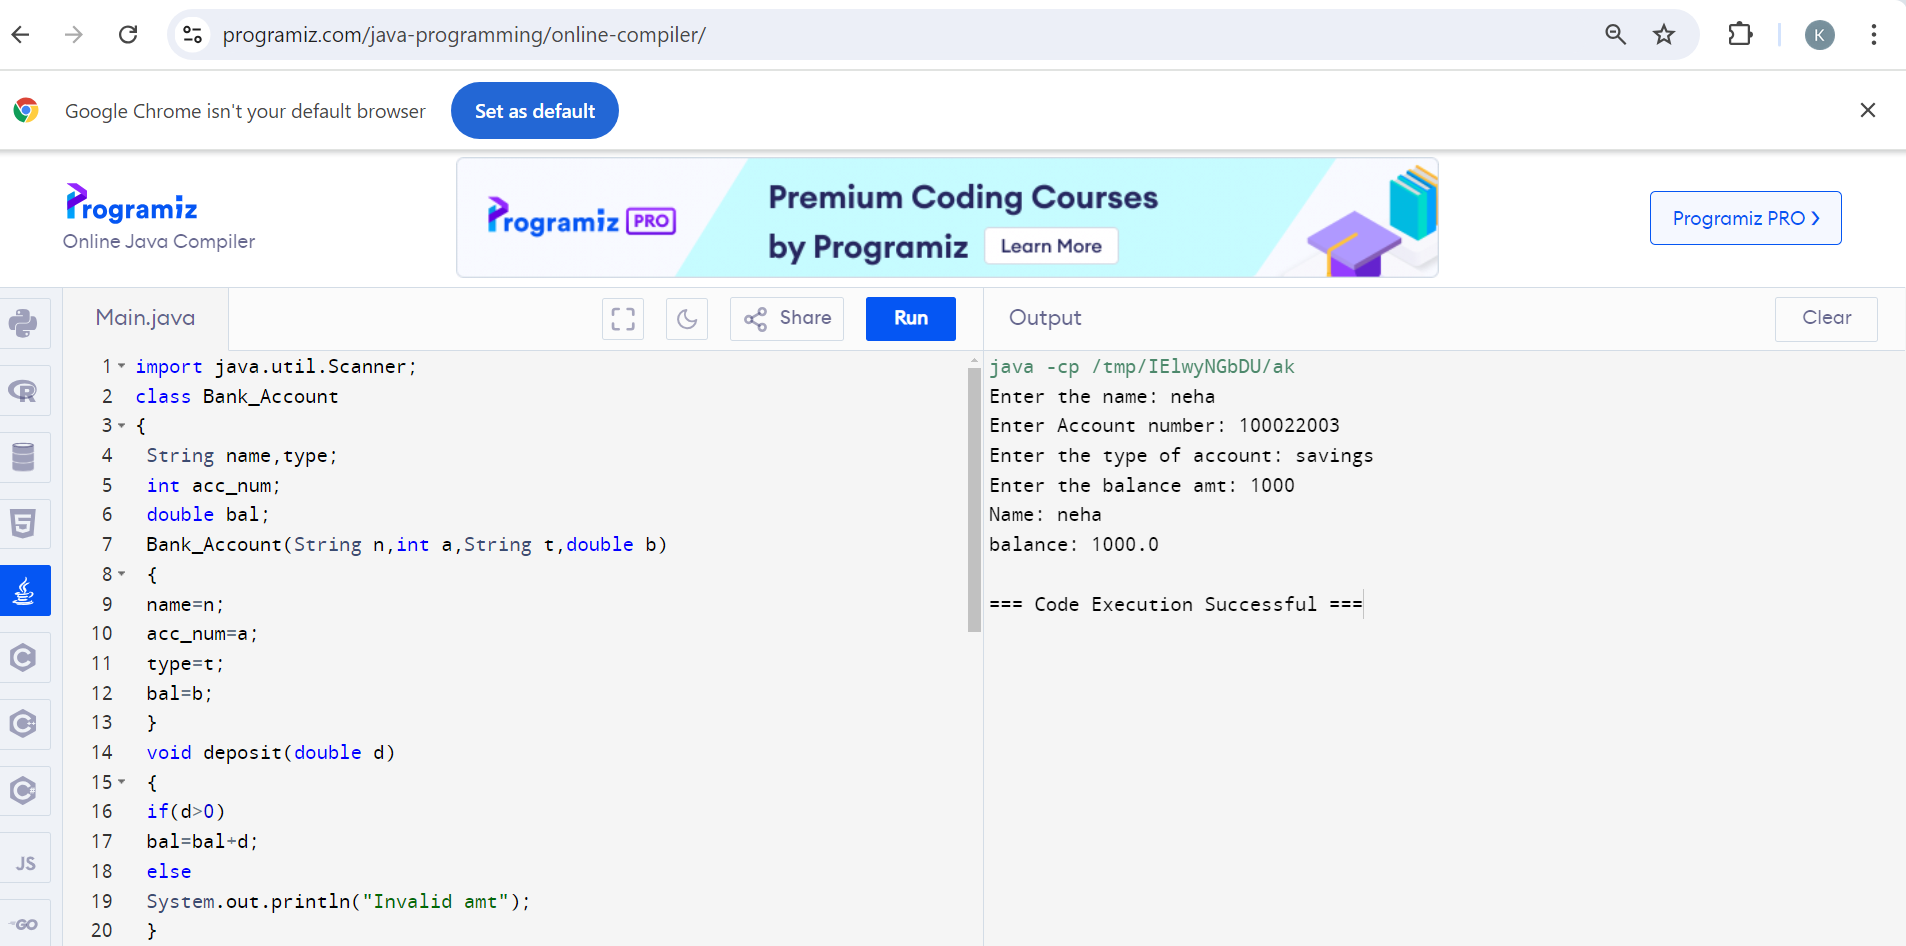 programiz.com/java-programming/online-compiler/
K
Google Chrome isn't your default browser
Set as default
Programiz
Online Java Compiler
Programiz PRO
Premium Coding Courses
by Programiz
Learn More
Programiz PRO ❯
Main.java
Share
Run
Output
Clear
1 import java.util.Scanner;
2 class Bank_Account
3 {
4 String name,type;
5 int acc_num;
6 double bal;
7 Bank_Account(String n,int a,String t,double b)
8 {
9 name=n;
10 acc_num=a;
11 type=t;
12 bal=b;
13 }
14 void deposit(double d)
15 {
16 if(d>0)
17 bal=bal+d;
18 else
19 System.out.println("Invalid amt");
20 }
java -cp /tmp/IElwyNGbDU/ak
Enter the name: neha
Enter Account number: 100022003
Enter the type of account: savings
Enter the balance amt: 1000
Name: neha
balance: 1000.0
=== Code Execution Successful ===
R
5
C
C++
C#
JS
GO